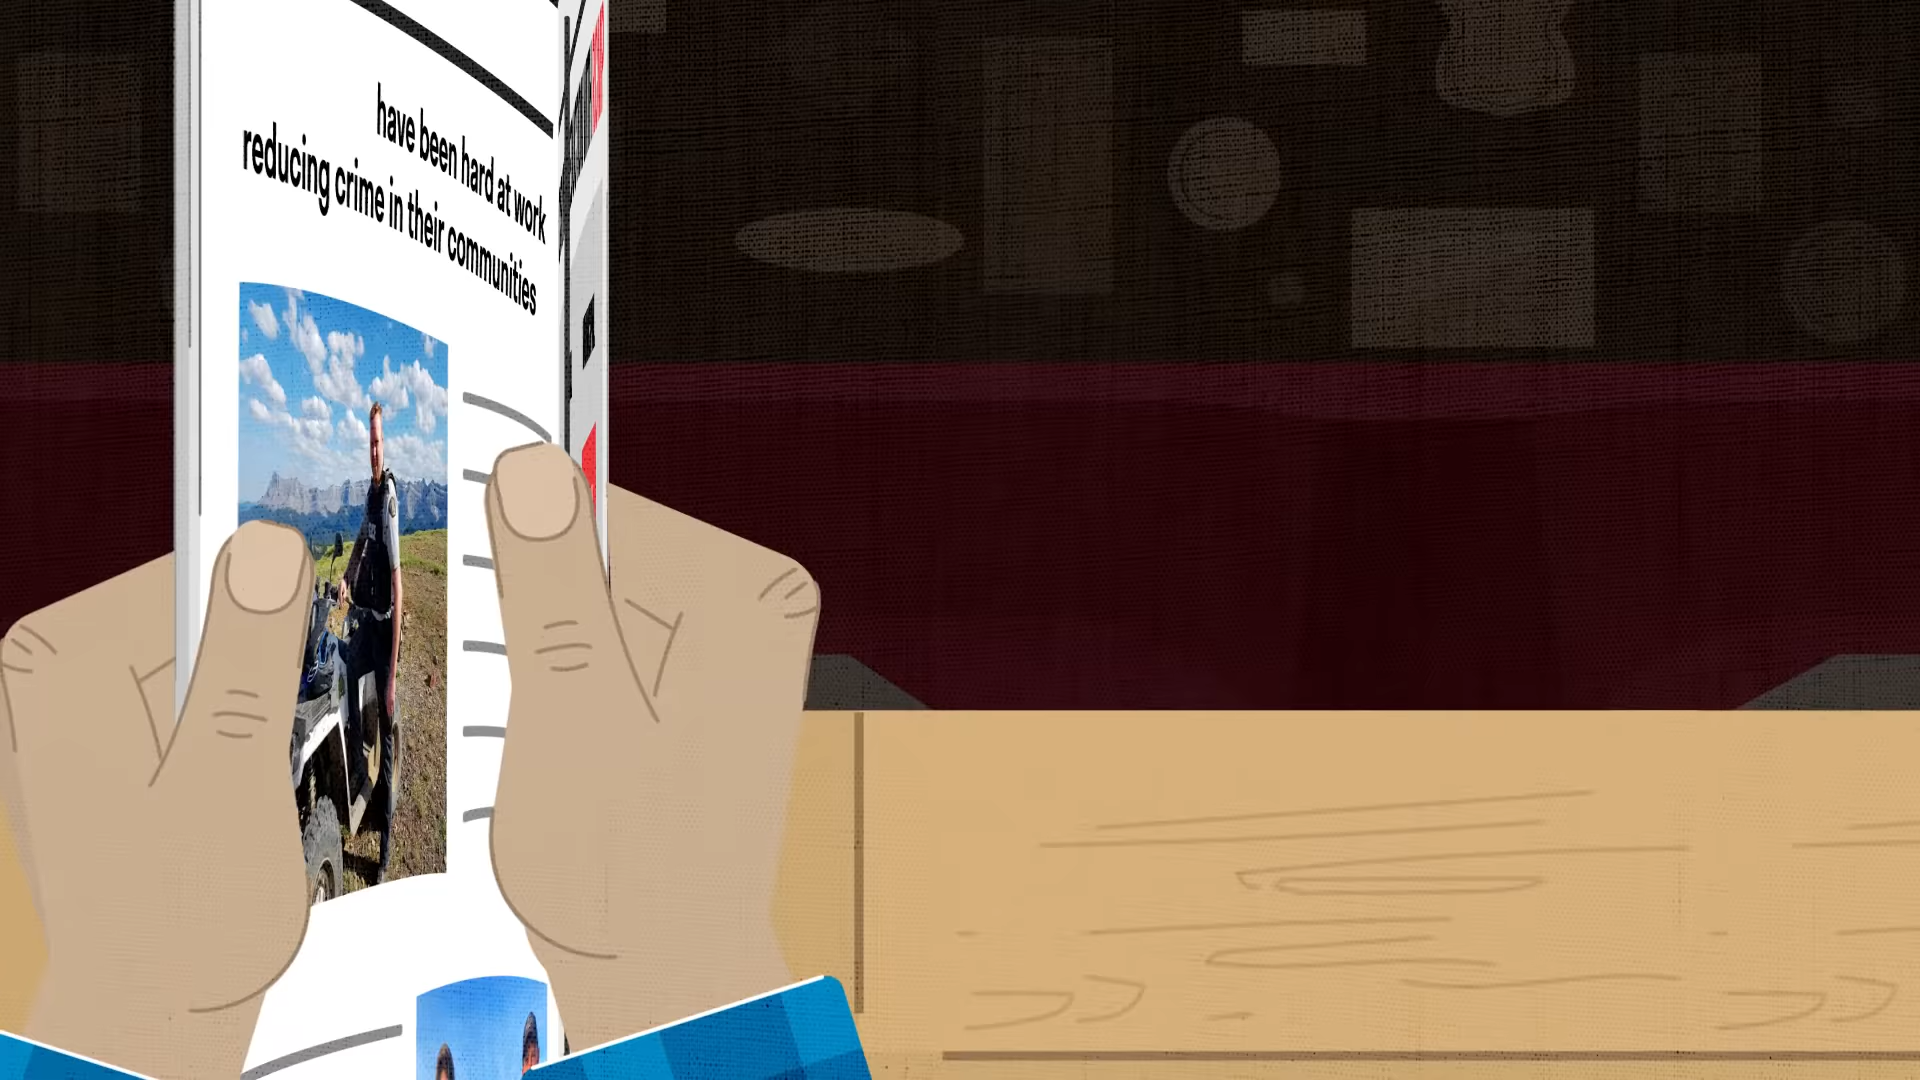 have been hard at work
reducing crime in their communities